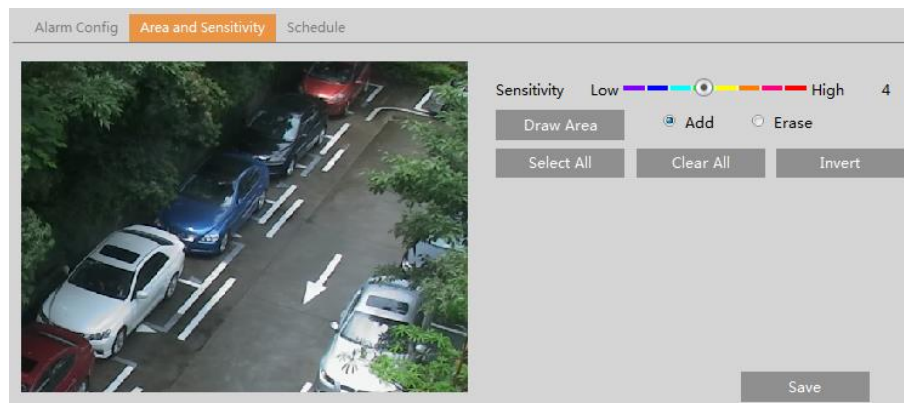 Alarm Config Area and Sensitivity Schedule
Sensitivity Low High 4
Draw Area Add Erase
Select All Clear All Invert
Save